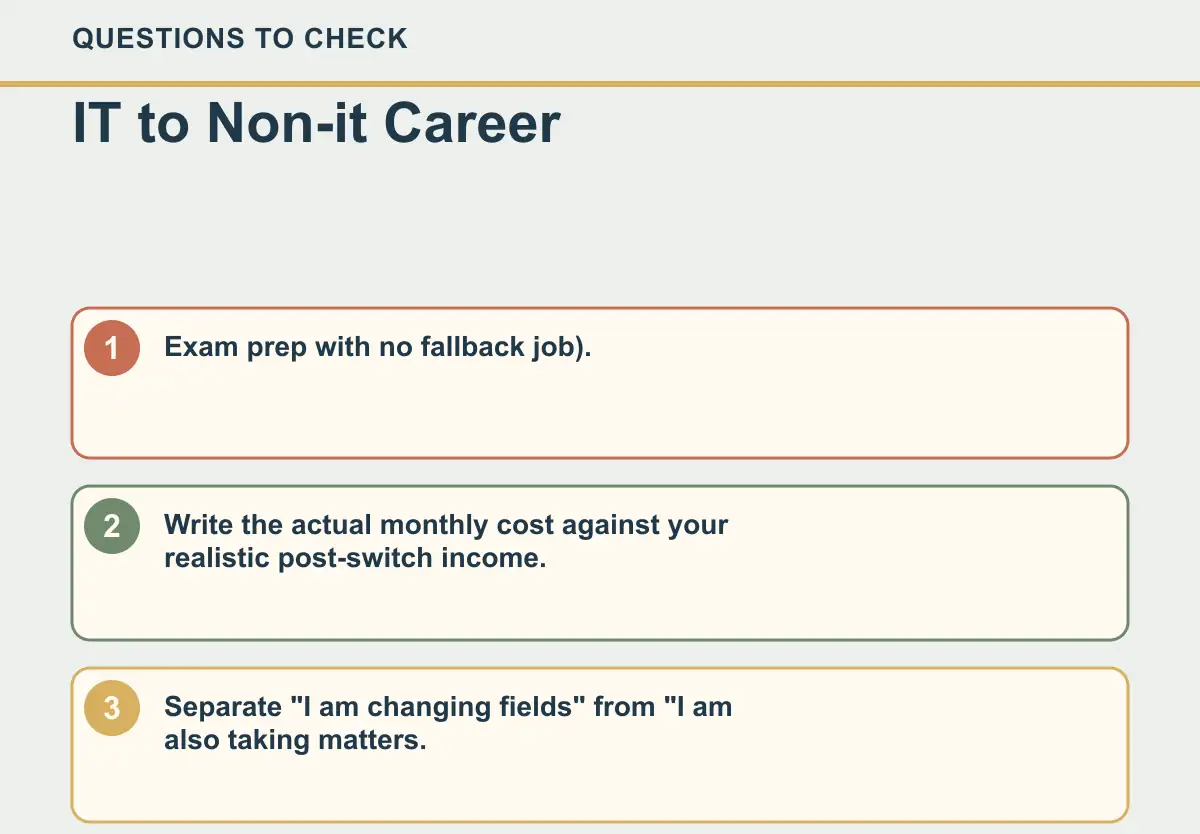 QUESTIONS TO CHECK
IT to Non-it Career
1
Exam prep with no fallback job).
2
Write the actual monthly cost against your
realistic post-switch income.
3
Separate "I am changing fields" from "I am
also taking matters.